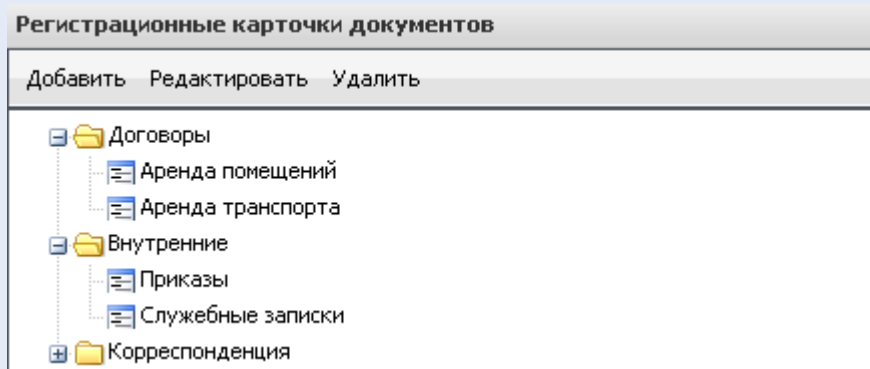 Регистрационные карточки документов
Добавить Редактировать Удалить
Договоры
Аренда помещений
Аренда транспорта
Внутренние
Приказы
Служебные записки
Корреспонденция